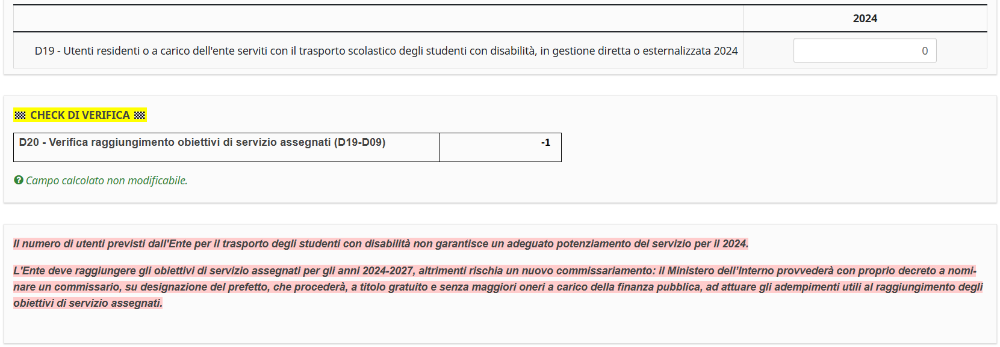 2024
D19 - Utenti residenti o a carico dell'ente serviti con il trasporto scolastico degli studenti con disabilità, in gestione diretta o esternalizzata 2024
0
CHECK DI VERIFICA
D20 - Verifica raggiungimento obiettivi di servizio assegnati (D19-D09)
-1
Campo calcolato non modificabile.
Il numero di utenti previsti dall'Ente per il trasporto degli studenti con disabilità non garantisce un adeguato potenziamento del servizio per il 2024.
L'Ente deve raggiungere gli obiettivi di servizio assegnati per gli anni 2024-2027, altrimenti rischia un nuovo commissariamento: il Ministero dell’Interno provvederà con proprio decreto a nomi-
nare un commissario, su designazione del prefetto, che procederà, a titolo gratuito e senza maggiori oneri a carico della finanza pubblica, ad attuare gli adempimenti utili al raggiungimento degli
obiettivi di servizio assegnati.